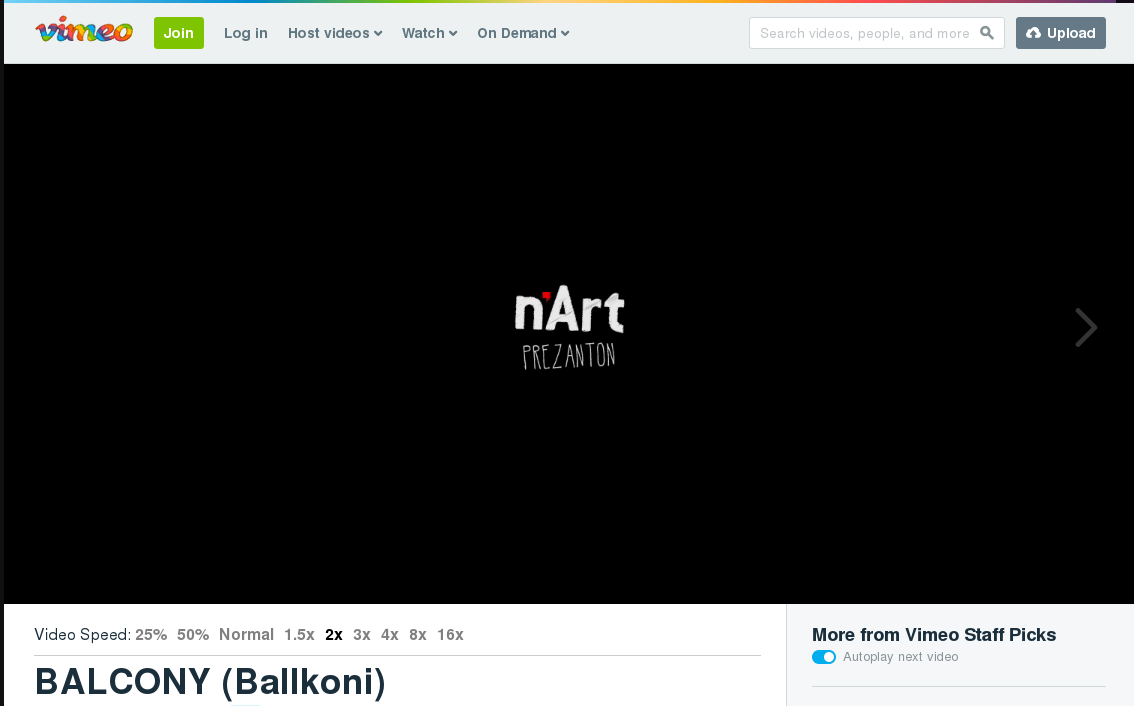 vimeo Join Log in Host videos Watch On Demand Search videos, people, and more Upload
n'Art
PREZANTON
Video Speed: 25% 50% Normal 1.5x 2x 3x 4x 8x 16x
BALCONY (Ballkoni)
More from Vimeo Staff Picks
Autoplay next video